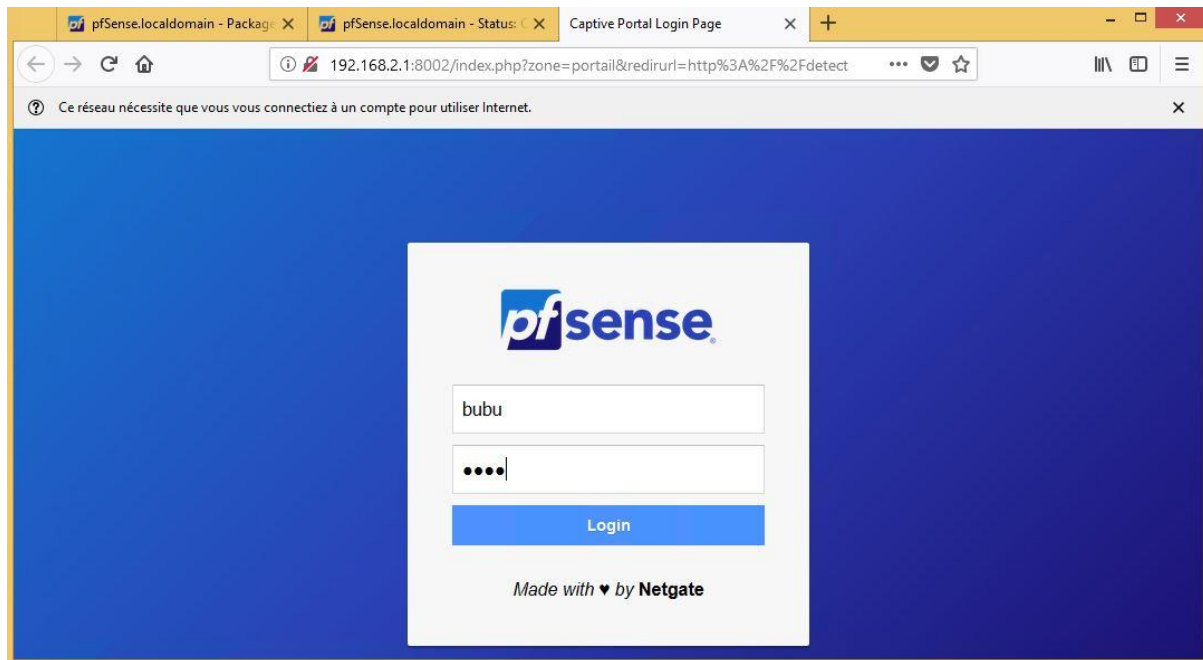 pfSense.localdomain - Package
pfSense.localdomain - Status: C
Captive Portal Login Page
192.168.2.1:8002/index.php?zone=portail&redirurl=http%3A%2F%2Fdetect
Ce réseau nécessite que vous vous connectiez à un compte pour utiliser Internet.
pfsense
bubu
Login
Made with ♥ by Netgate